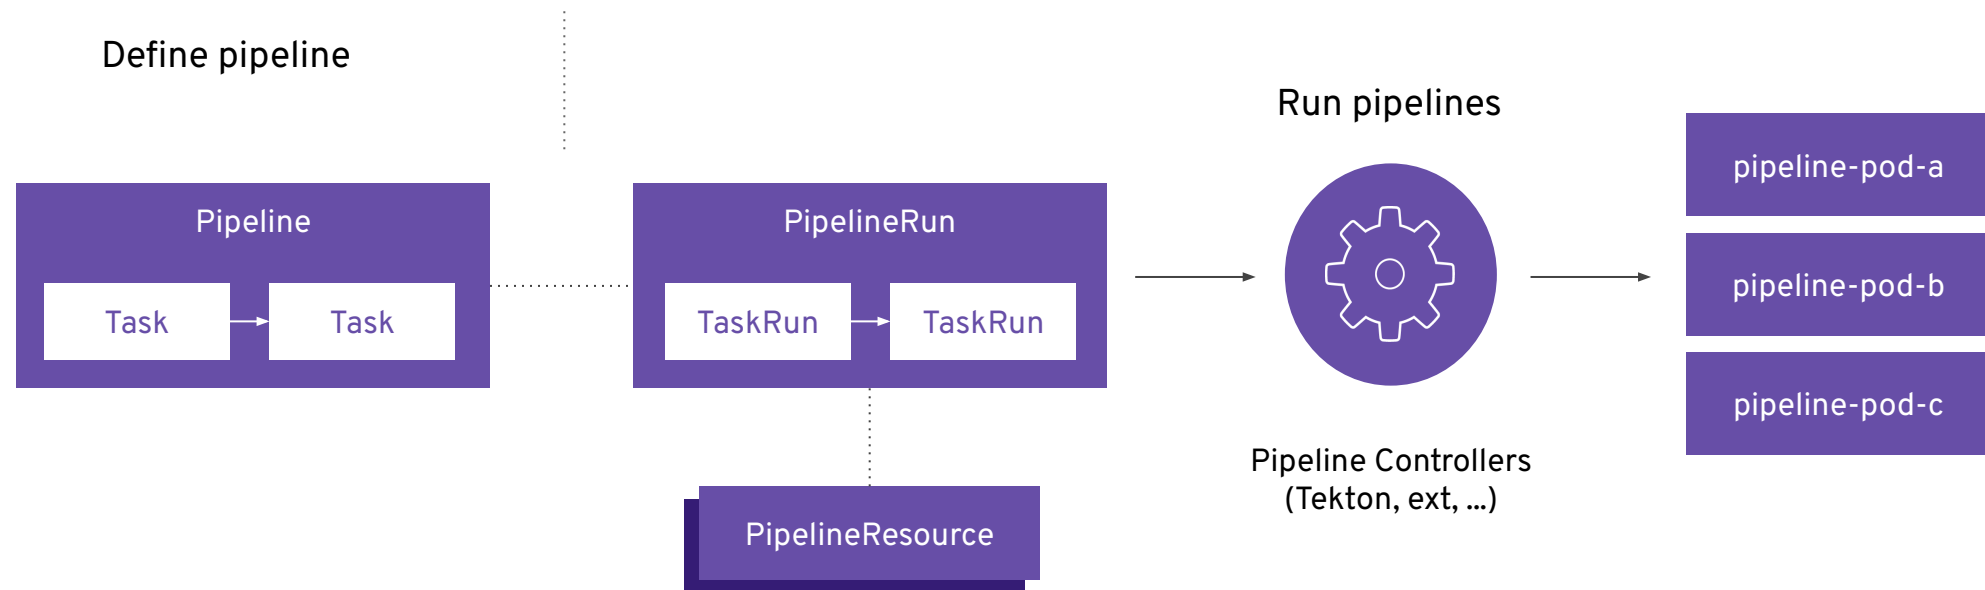 Define pipeline
Run pipelines
Pipeline
Task
Task
PipelineRun
TaskRun
TaskRun
PipelineResource
Pipeline Controllers
(Tekton, ext, ...)
pipeline-pod-a
pipeline-pod-b
pipeline-pod-c